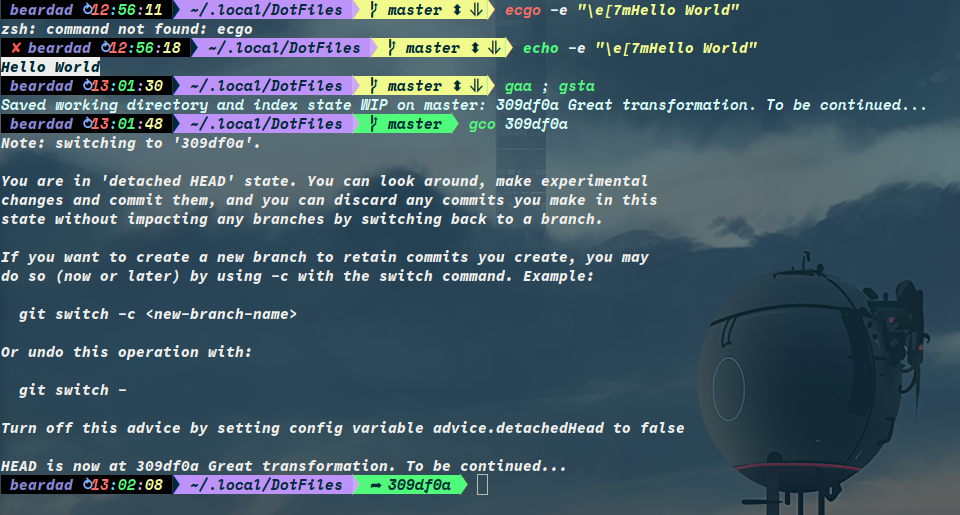 beardad 12:56:11 ~/.local/DotFiles master ecgo -e "\e[7mHello World"
zsh: command not found: ecgo
✘ beardad 12:56:18 ~/.local/DotFiles master echo -e "\e[7mHello World"
Hello World
beardad 13:01:30 ~/.local/DotFiles master gaa ; gsta
Saved working directory and index state WIP on master: 309df0a Great transformation. To be continued...
beardad 13:01:48 ~/.local/DotFiles master gco 309df0a
Note: switching to '309df0a'.
You are in 'detached HEAD' state. You can look around, make experimental
changes and commit them, and you can discard any commits you make in this
state without impacting any branches by switching back to a branch.
If you want to create a new branch to retain commits you create, you may
do so (now or later) by using -c with the switch command. Example:
git switch -c <new-branch-name>
Or undo this operation with:
git switch -
Turn off this advice by setting config variable advice.detachedHead to false
HEAD is now at 309df0a Great transformation. To be continued...
beardad 13:02:08 ~/.local/DotFiles ➦ 309df0a